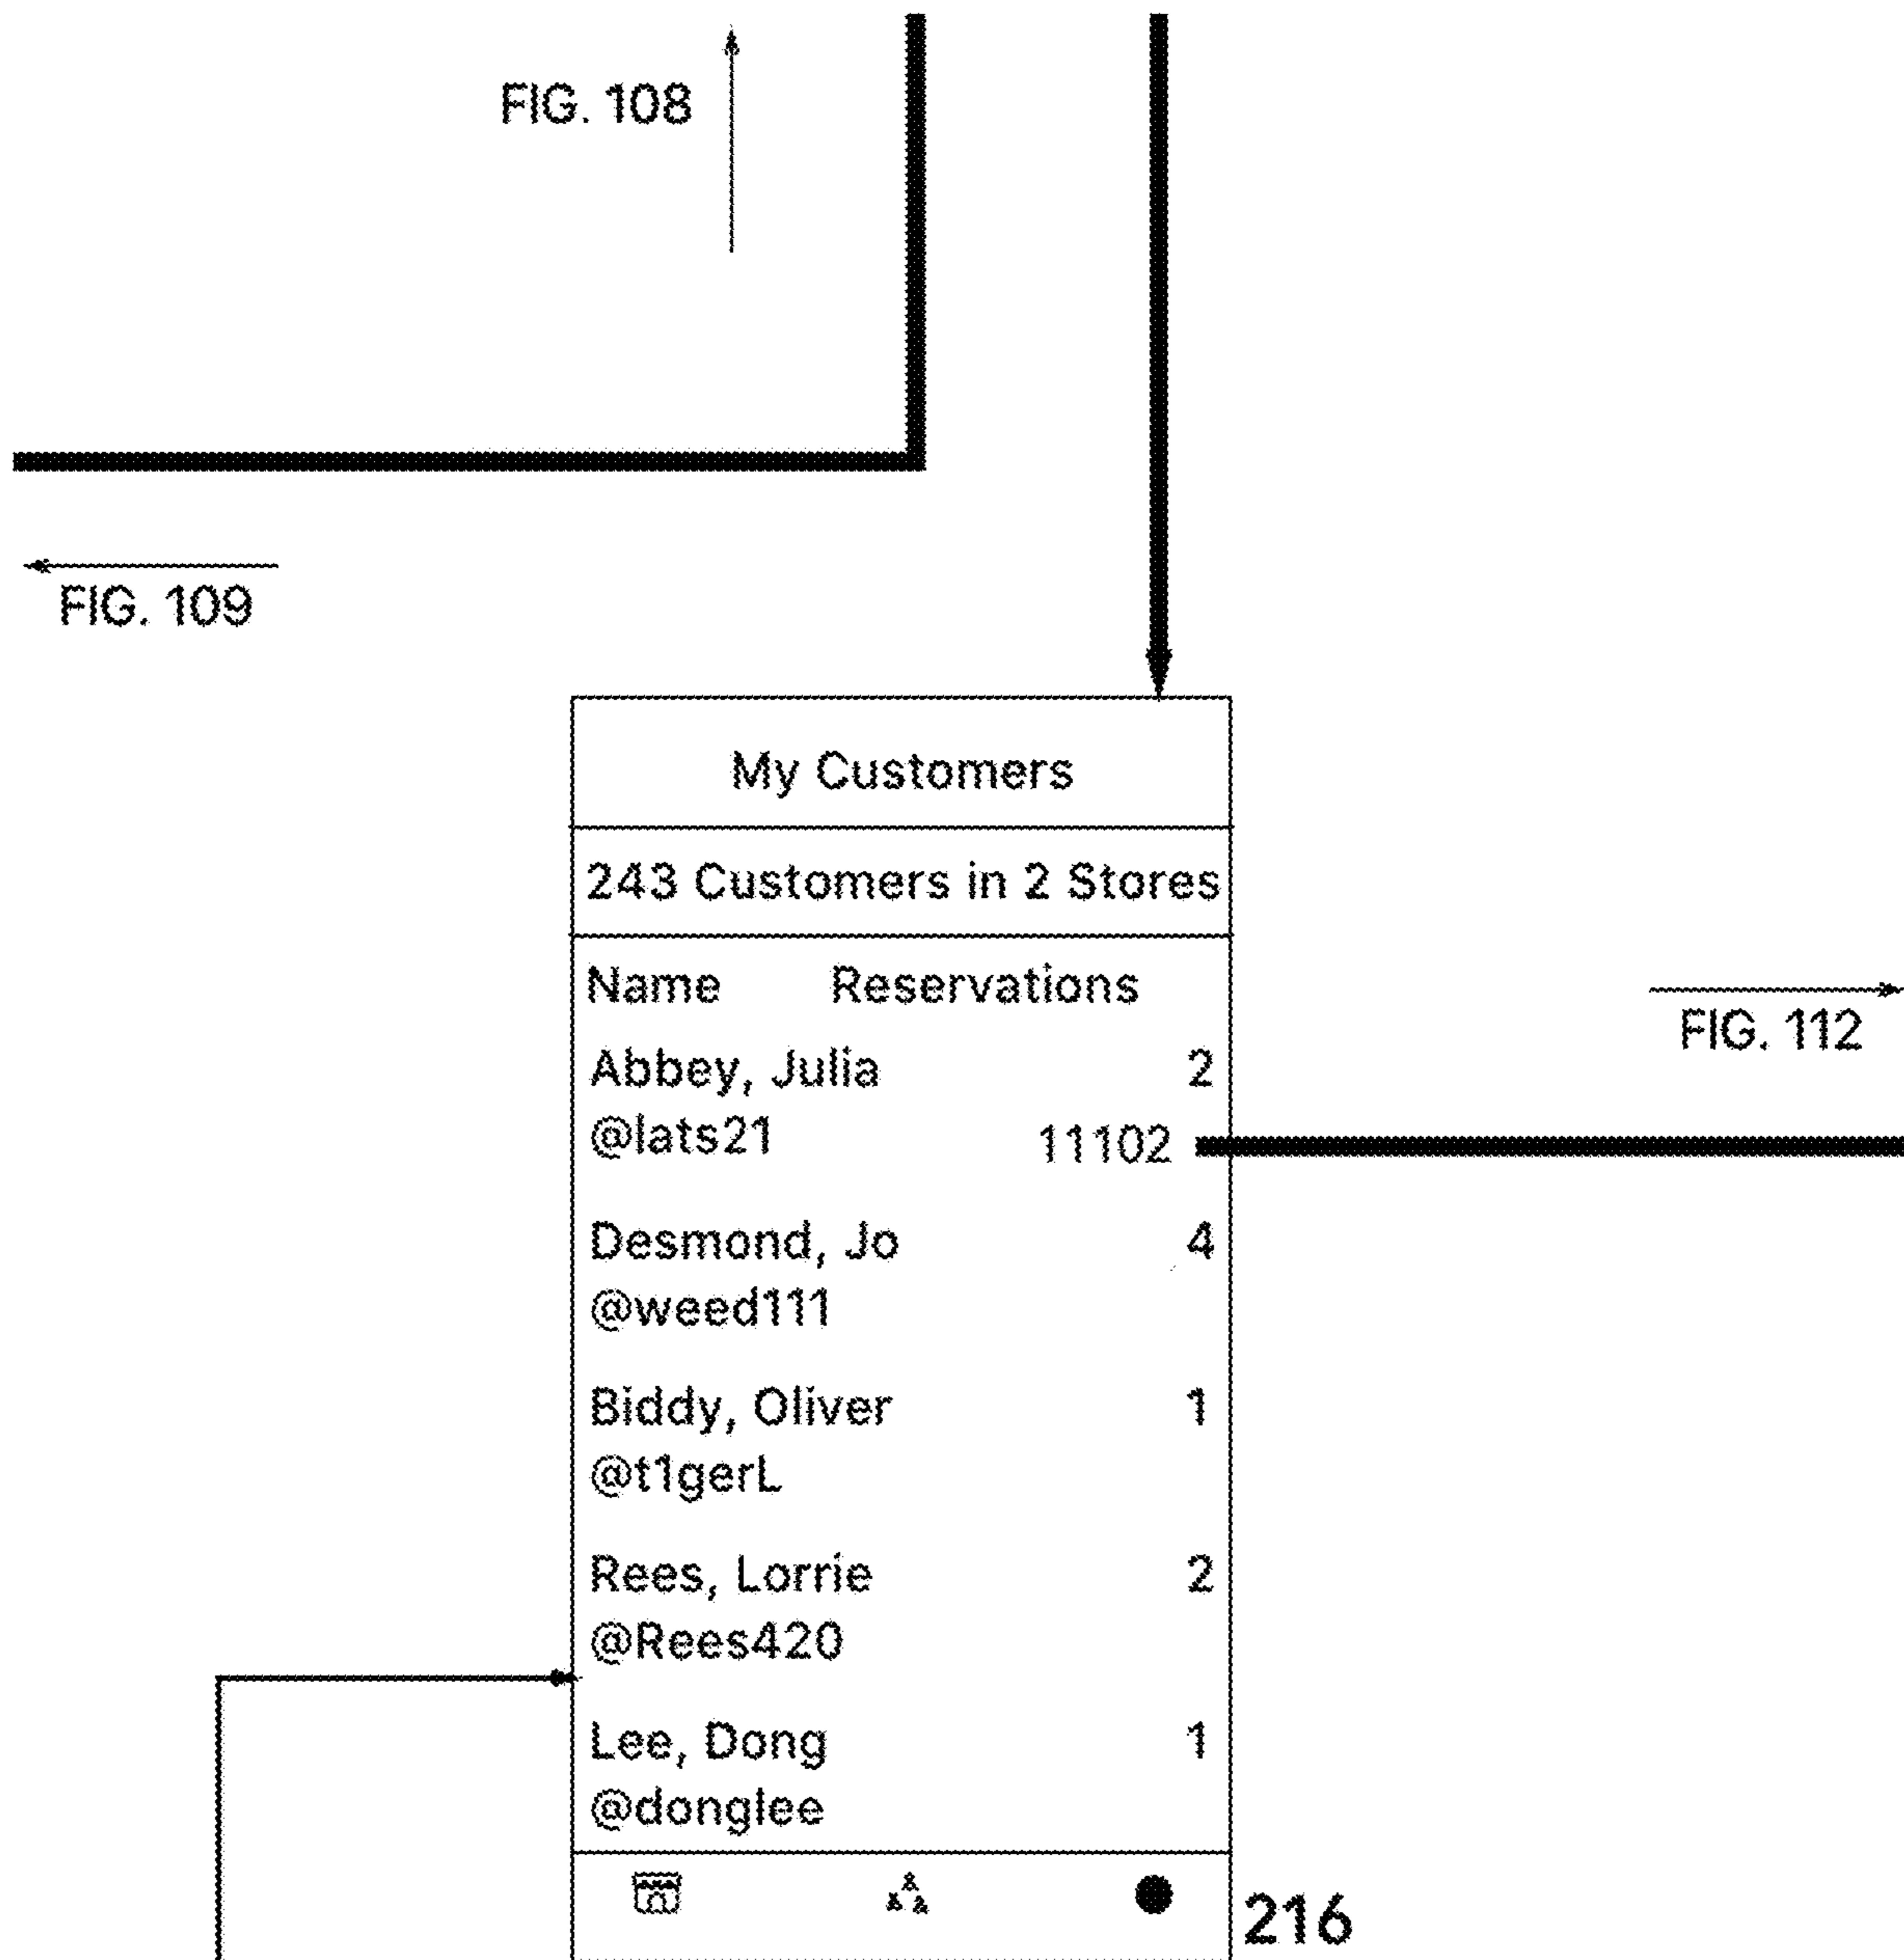 FIG. 108
FIG. 109
My Customers
243 Customers in 2 Stores
Name Reservations
FIG. 112
Abbey, Julia 2
@lats21 11102
Desmond, Jo 4
@weed111
Biddy, Oliver 1
@t1gerL
Rees, Lorrie 2
@Rees420
Lee, Dong 1
@donglee
216